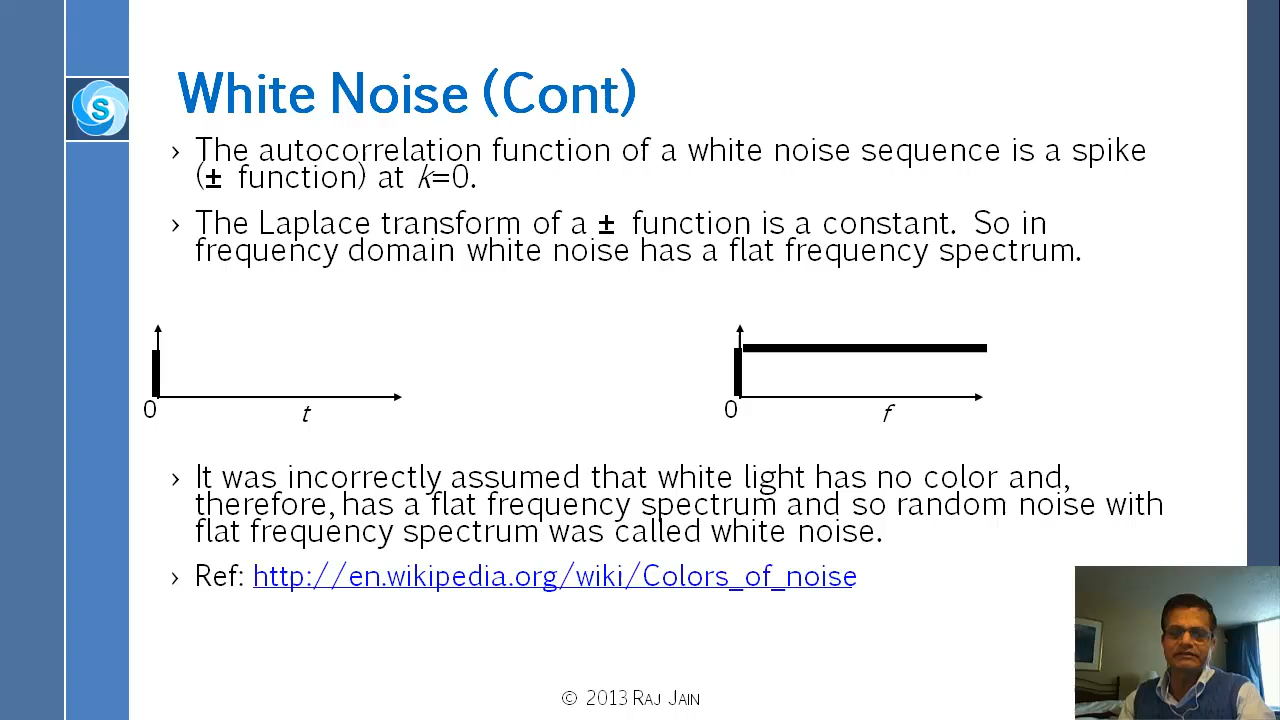 S
White Noise (Cont)
› The autocorrelation function of a white noise sequence is a spike
(± function) at k=0.
› The Laplace transform of a ± function is a constant. So in
frequency domain white noise has a flat frequency spectrum.
0 t
0 f
› It was incorrectly assumed that white light has no color and,
therefore, has a flat frequency spectrum and so random noise with
flat frequency spectrum was called white noise.
› Ref: http://en.wikipedia.org/wiki/Colors_of_noise
© 2013 RAJ JAIN